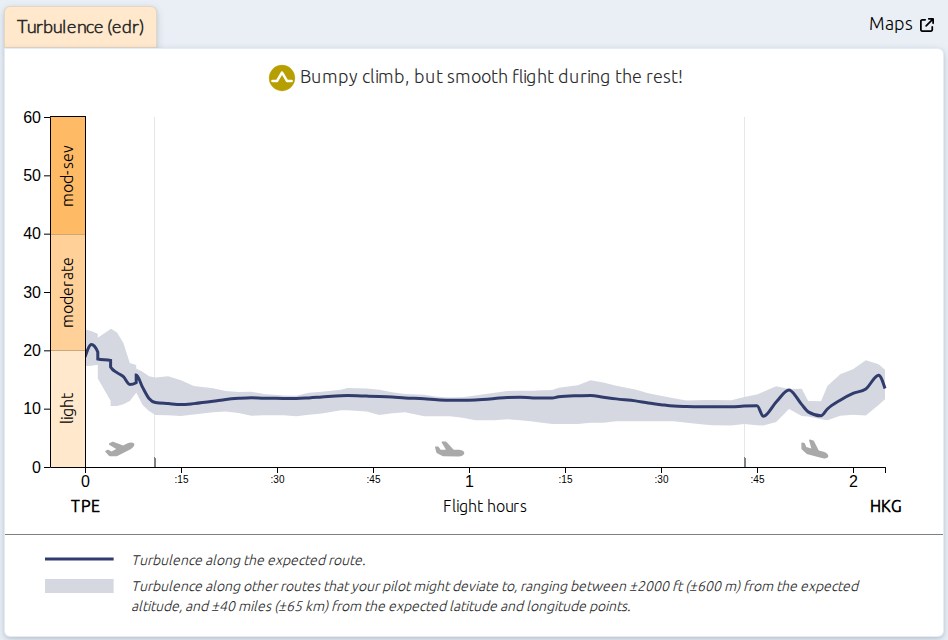 Turbulence (edr)
Maps
Bumpy climb, but smooth flight during the rest!
60
50
40
30
20
10
0
mod-sev
moderate
light
0 :15 :30 :45 1 :15 :30 :45 2
TPE Flight hours HKG
Turbulence along the expected route.
Turbulence along other routes that your pilot might deviate to, ranging between ±2000 ft (±600 m) from the expected
altitude, and ±40 miles (±65 km) from the expected latitude and longitude points.